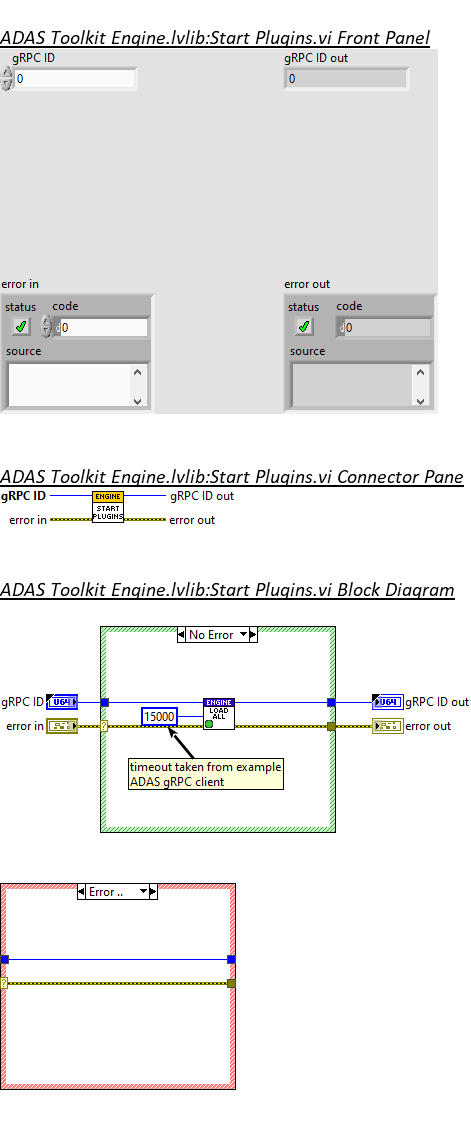 ADAS Toolkit Engine.lvlib:Start Plugins.vi Front Panel
gRPC ID
gRPC ID out
0
0
error in
error out
status code
status code
d0
d0
source
source
ADAS Toolkit Engine.lvlib:Start Plugins.vi Connector Pane
gRPC ID
ENGINE
START
PLUGINS
gRPC ID out
error in
error out
ADAS Toolkit Engine.lvlib:Start Plugins.vi Block Diagram
No Error
gRPC ID
U64
ENGINE
LOAD
ALL
U64
gRPC ID out
15000
error in
?
error out
timeout taken from example
ADAS gRPC client
Error ..
?